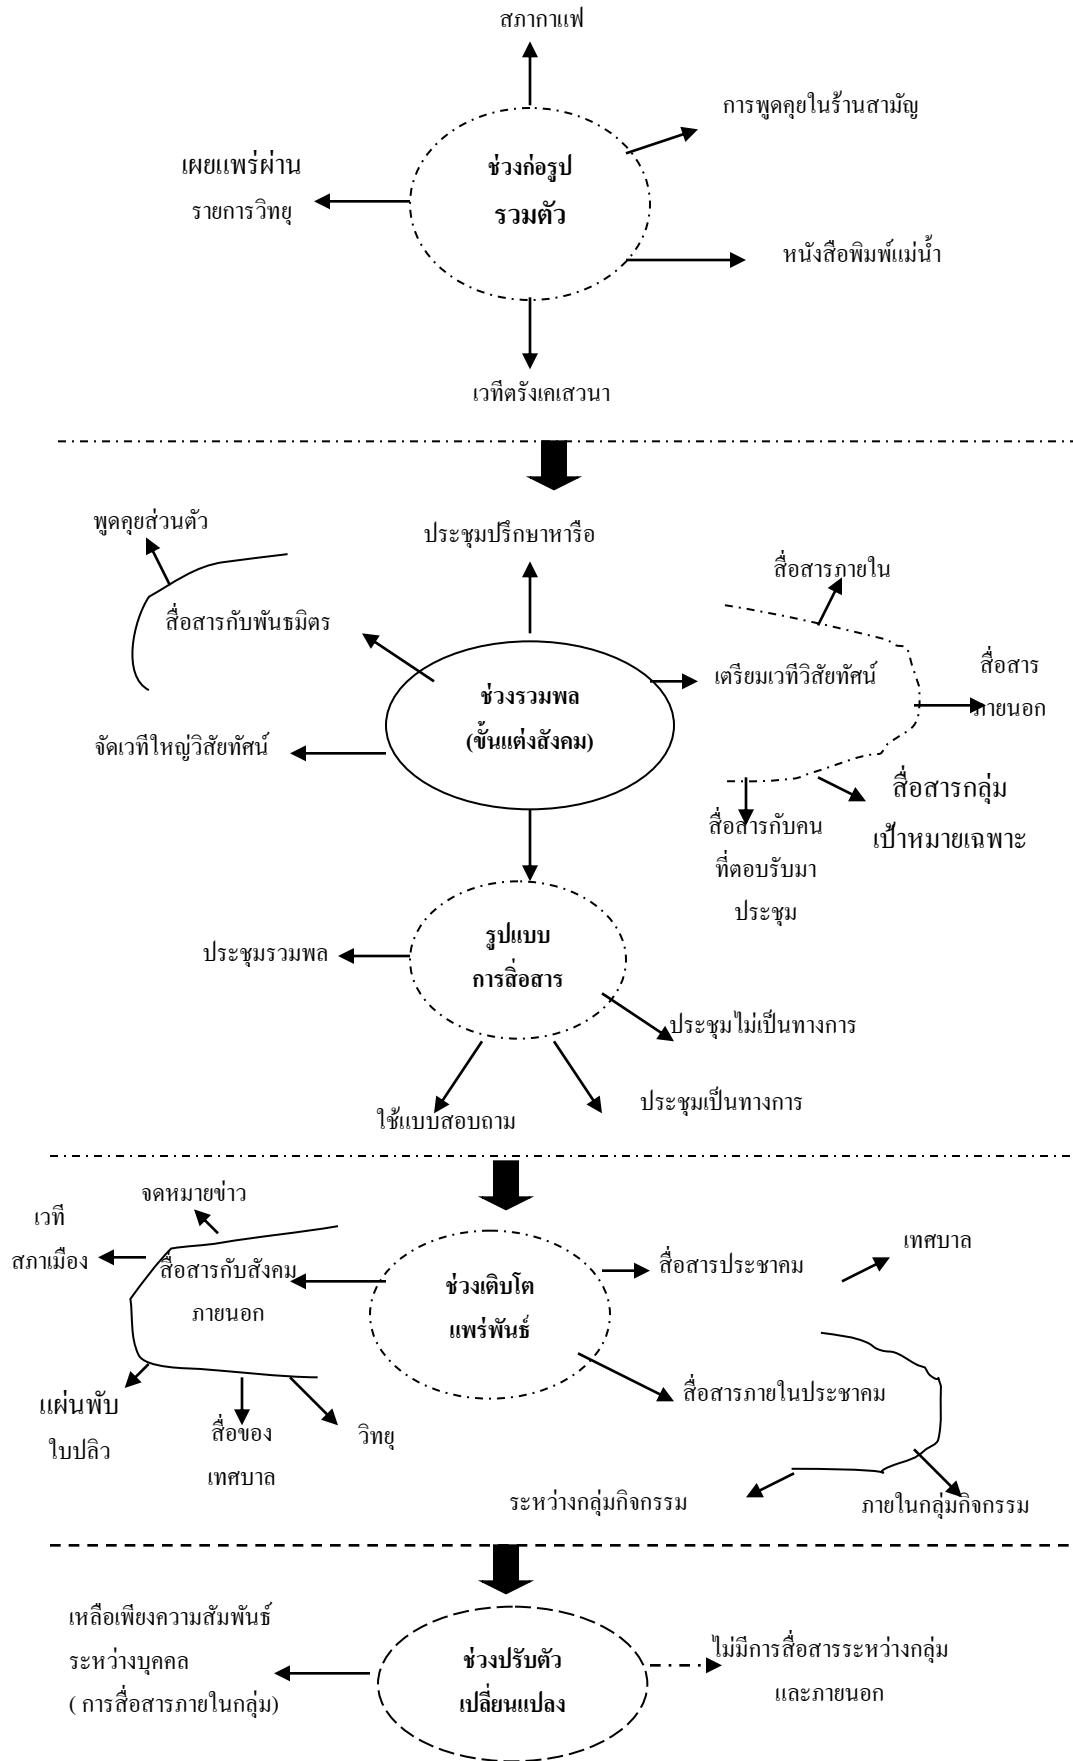 สภากาแฟ
การพูดคุยในร้านสามัญ
เผยแพร่ผ่าน
รายการวิทยุ
ช่วงก่อรูป
รวมตัว
หนังสือพิมพ์แม่น้ำ
เวทีตรังเคเสวนา
พูดคุยส่วนตัว
ประชุมปรึกษาหารือ
สื่อสารภายใน
สื่อสารกับพันธมิตร
ช่วงรวมพล
(ขั้นแต่งสังคม)
เตรียมเวทีวิสัยทัศน์
สื่อสาร
ภายนอก
จัดเวทีใหญ่วิสัยทัศน์
สื่อสารกลุ่ม
เป้าหมายเฉพาะ
สื่อสารกับคน
ที่ตอบรับมา
ประชุม
รูปแบบ
การสื่อสาร
ประชุมรวมพล
ประชุมไม่เป็นทางการ
ประชุมเป็นทางการ
ใช้แบบสอบถาม
จดหมายข่าว
เวที
สภาเมือง
สื่อสารกับสังคม
ภายนอก
ช่วงเติบโต
แพร่พันธุ์
สื่อสารประชาคม
เทศบาล
สื่อสารภายในประชาคม
แผ่นพับ
ใบปลิว
สื่อของ
เทศบาล
วิทยุ
ระหว่างกลุ่มกิจกรรม
ภายในกลุ่มกิจกรรม
เหลือเพียงความสัมพันธ์
ระหว่างบุคคล
( การสื่อสารภายในกลุ่ม)
ช่วงปรับตัว
เปลี่ยนแปลง
ไม่มีการสื่อสารระหว่างกลุ่ม
และภายนอก